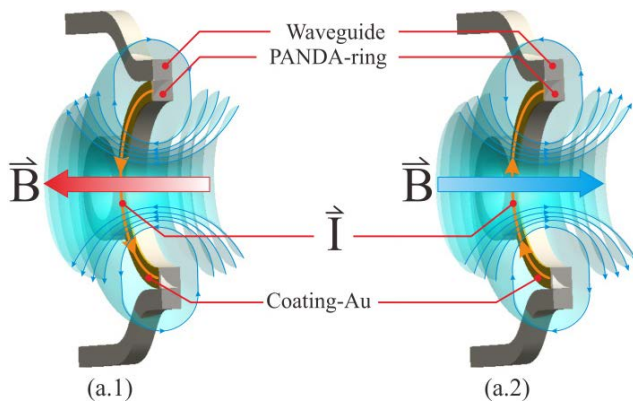 Waveguide
PANDA-ring
B⃗
B⃗
I⃗
Coating-Au
(a.1)
(a.2)